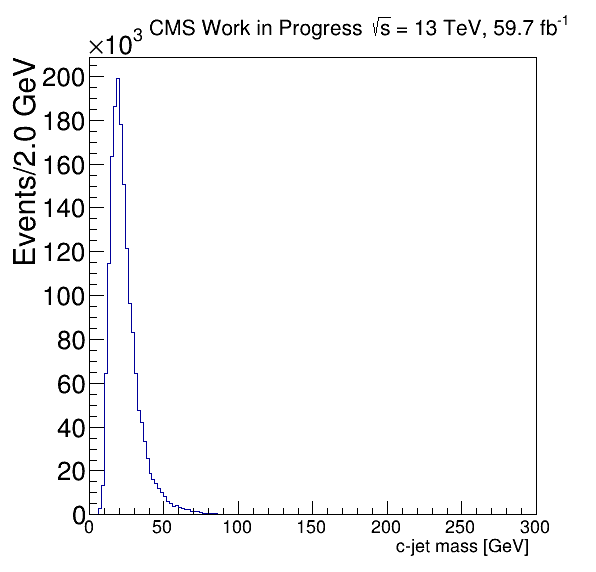 ×10³ CMS Work in Progress √s = 13 TeV, 59.7 fb⁻¹
Events/2.0 GeV
200
180
160
140
120
100
80
60
40
20
0
0 50 100 150 200 250 300
c-jet mass [GeV]